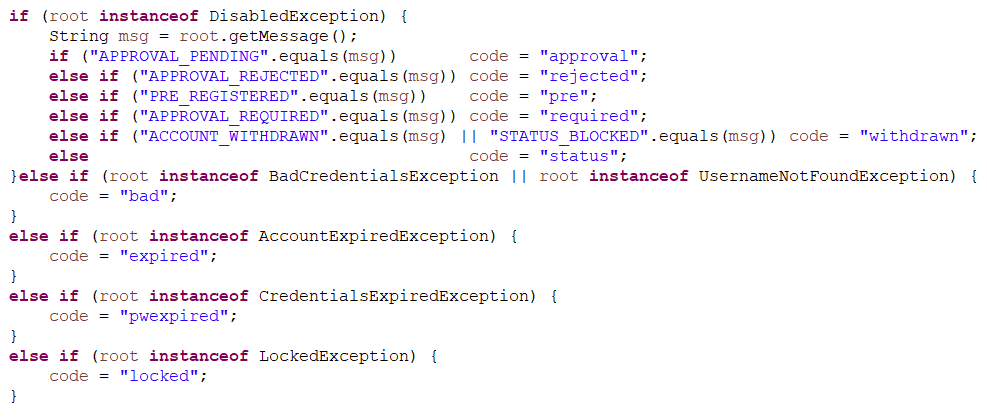 if (root instanceof DisabledException) {
    String msg = root.getMessage();
    if ("APPROVAL_PENDING".equals(msg))       code = "approval";
    else if ("APPROVAL_REJECTED".equals(msg)) code = "rejected";
    else if ("PRE_REGISTERED".equals(msg))    code = "pre";
    else if ("APPROVAL_REQUIRED".equals(msg)) code = "required";
    else if ("ACCOUNT_WITHDRAWN".equals(msg) || "STATUS_BLOCKED".equals(msg)) code = "withdrawn";
    else                                      code = "status";
}else if (root instanceof BadCredentialsException || root instanceof UsernameNotFoundException) {
    code = "bad";
}
else if (root instanceof AccountExpiredException) {
    code = "expired";
}
else if (root instanceof CredentialsExpiredException) {
    code = "pwexpired";
}
else if (root instanceof LockedException) {
    code = "locked";
}